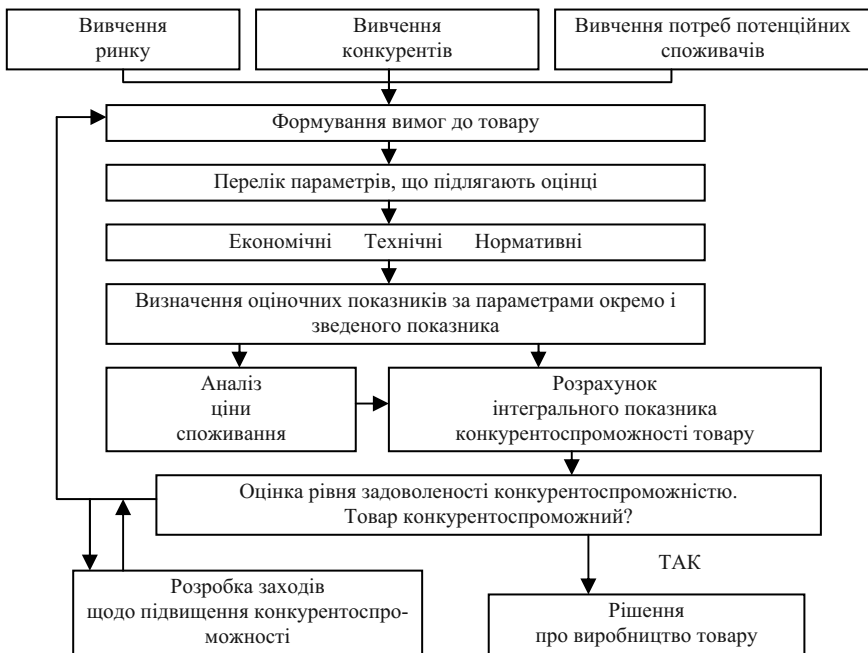 Вивчення
ринку
Вивчення
конкурентів
Вивчення потреб потенційних
споживачів
Формування вимог до товару
Перелік параметрів, що підлягають оцінці
Економічні Технічні Нормативні
Визначення оціночних показників за параметрами окремо і
зведеного показника
Аналіз
ціни
споживання
Розрахунок
інтегрального показника
конкурентоспроможності товару
Оцінка рівня задоволеності конкурентоспроможністю.
Товар конкурентоспроможний?
ТАК
Розробка заходів
щодо підвищення конкурентоспро-
можності
Рішення
про виробництво товару